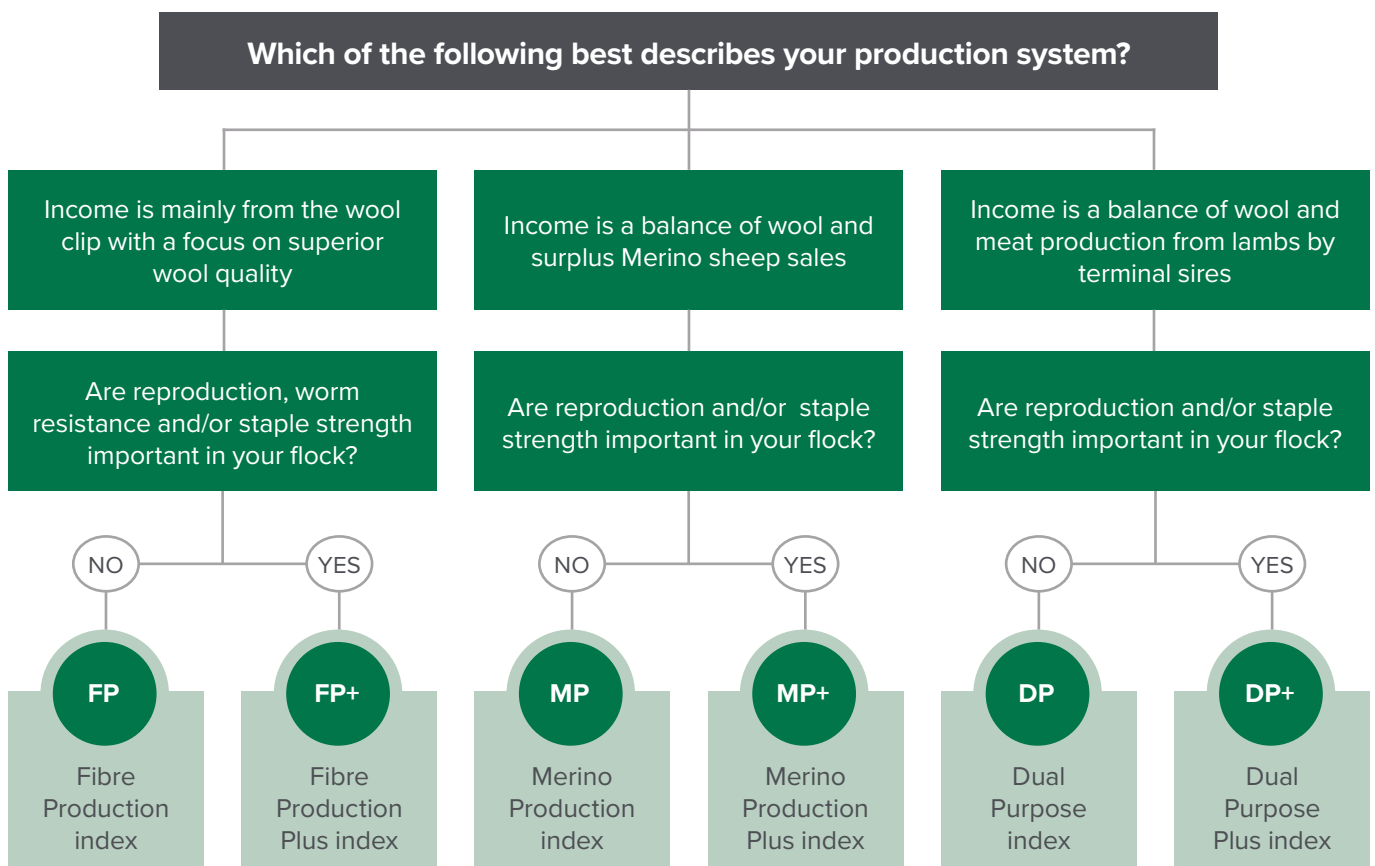 Which of the following best describes your production system?
Income is mainly from the wool
clip with a focus on superior
wool quality
Income is a balance of wool and
surplus Merino sheep sales
Income is a balance of wool and
meat production from lambs by
terminal sires
Are reproduction, worm
resistance and/or staple strength
important in your flock?
Are reproduction and/or staple
strength important in your flock?
Are reproduction and/or staple
strength important in your flock?
NO
YES
NO
YES
NO
YES
FP
FP+
MP
MP+
DP
DP+
Fibre
Production
index
Fibre
Production
Plus index
Merino
Production
index
Merino
Production
Plus index
Dual
Purpose
index
Dual
Purpose
Plus index